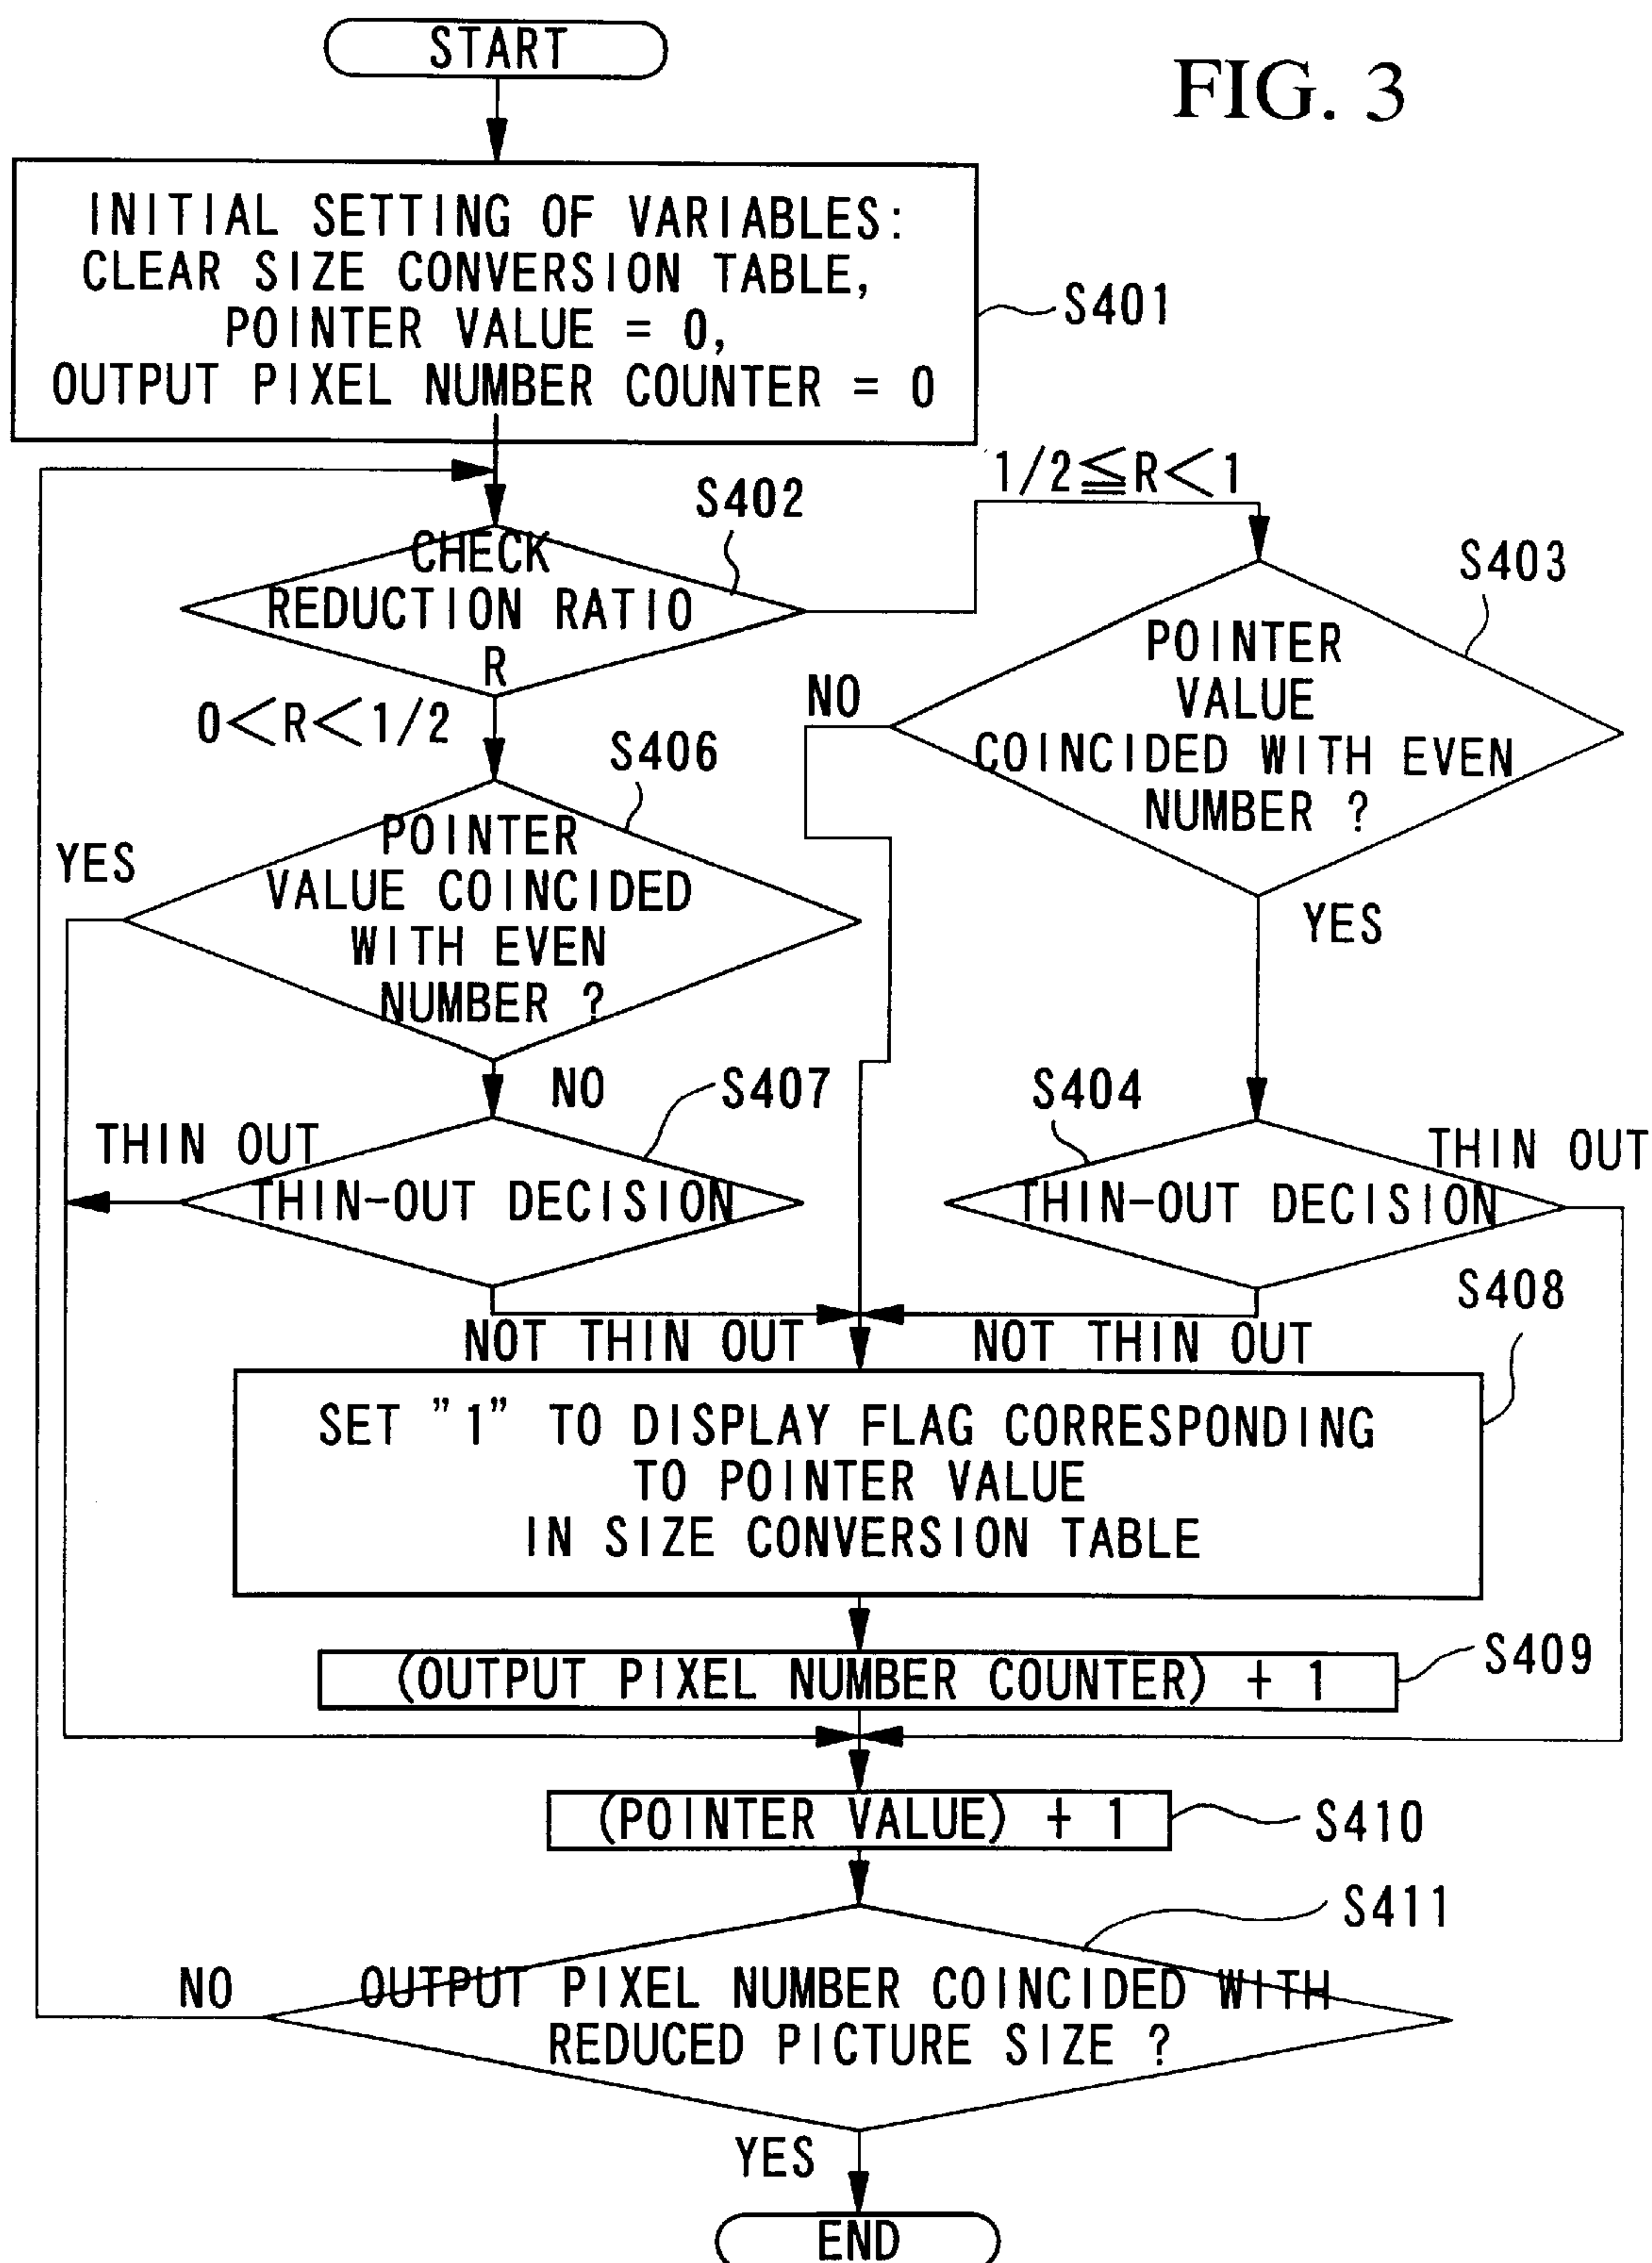 START
FIG. 3
INITIAL SETTING OF VARIABLES:
CLEAR SIZE CONVERSION TABLE,
POINTER VALUE = 0,
OUTPUT PIXEL NUMBER COUNTER = 0
S401
1/2≦R<1
S402
CHECK
REDUCTION RATIO
R
S403
POINTER
VALUE
COINCIDED WITH EVEN
NUMBER ?
NO
0<R<1/2
S406
YES
POINTER
VALUE COINCIDED
WITH EVEN
NUMBER ?
YES
NO
S407
S404
THIN OUT
THIN-OUT DECISION
THIN OUT
THIN-OUT DECISION
S408
NOT THIN OUT
NOT THIN OUT
SET "1" TO DISPLAY FLAG CORRESPONDING
TO POINTER VALUE
IN SIZE CONVERSION TABLE
(OUTPUT PIXEL NUMBER COUNTER) + 1
S409
(POINTER VALUE) + 1
S410
S411
NO
OUTPUT PIXEL NUMBER COINCIDED WITH
REDUCED PICTURE SIZE ?
YES
END